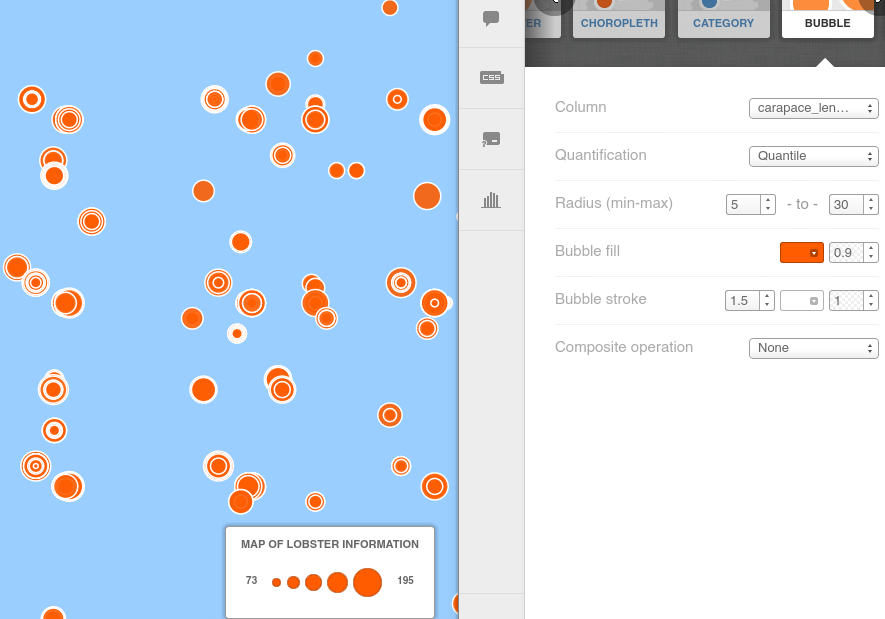 ER
CHOROPLETH
CATEGORY
BUBBLE
css
?
Column
carapace_len...
Quantification
Quantile
Radius (min-max)
5
- to -
30
Bubble fill
0.9
Bubble stroke
1.5
1
Composite operation
None
MAP OF LOBSTER INFORMATION
73
195